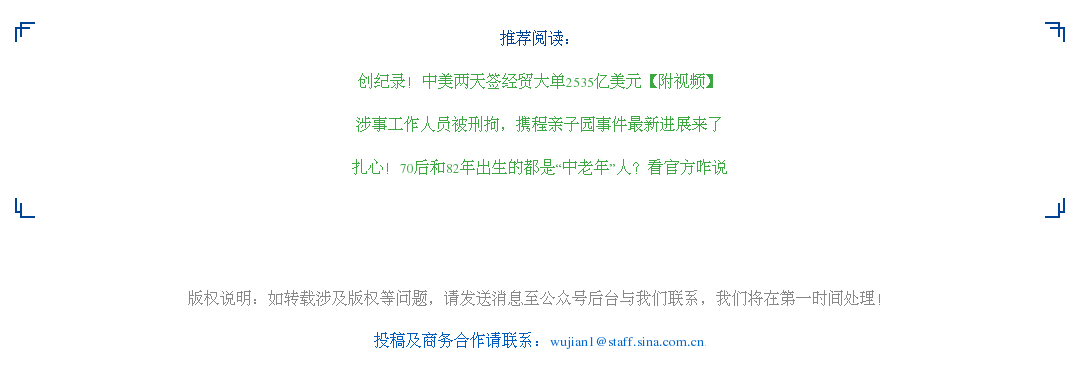 推荐阅读：
创纪录！中美两天签经贸大单2535亿美元【附视频】
涉事工作人员被刑拘，携程亲子园事件最新进展来了
扎心！70后和82年出生的都是“中老年”人？看官方咋说
版权说明：如转载涉及版权等问题，请发送消息至公众号后台与我们联系，我们将在第一时间处理！
投稿及商务合作请联系：wujian1@staff.sina.com.cn